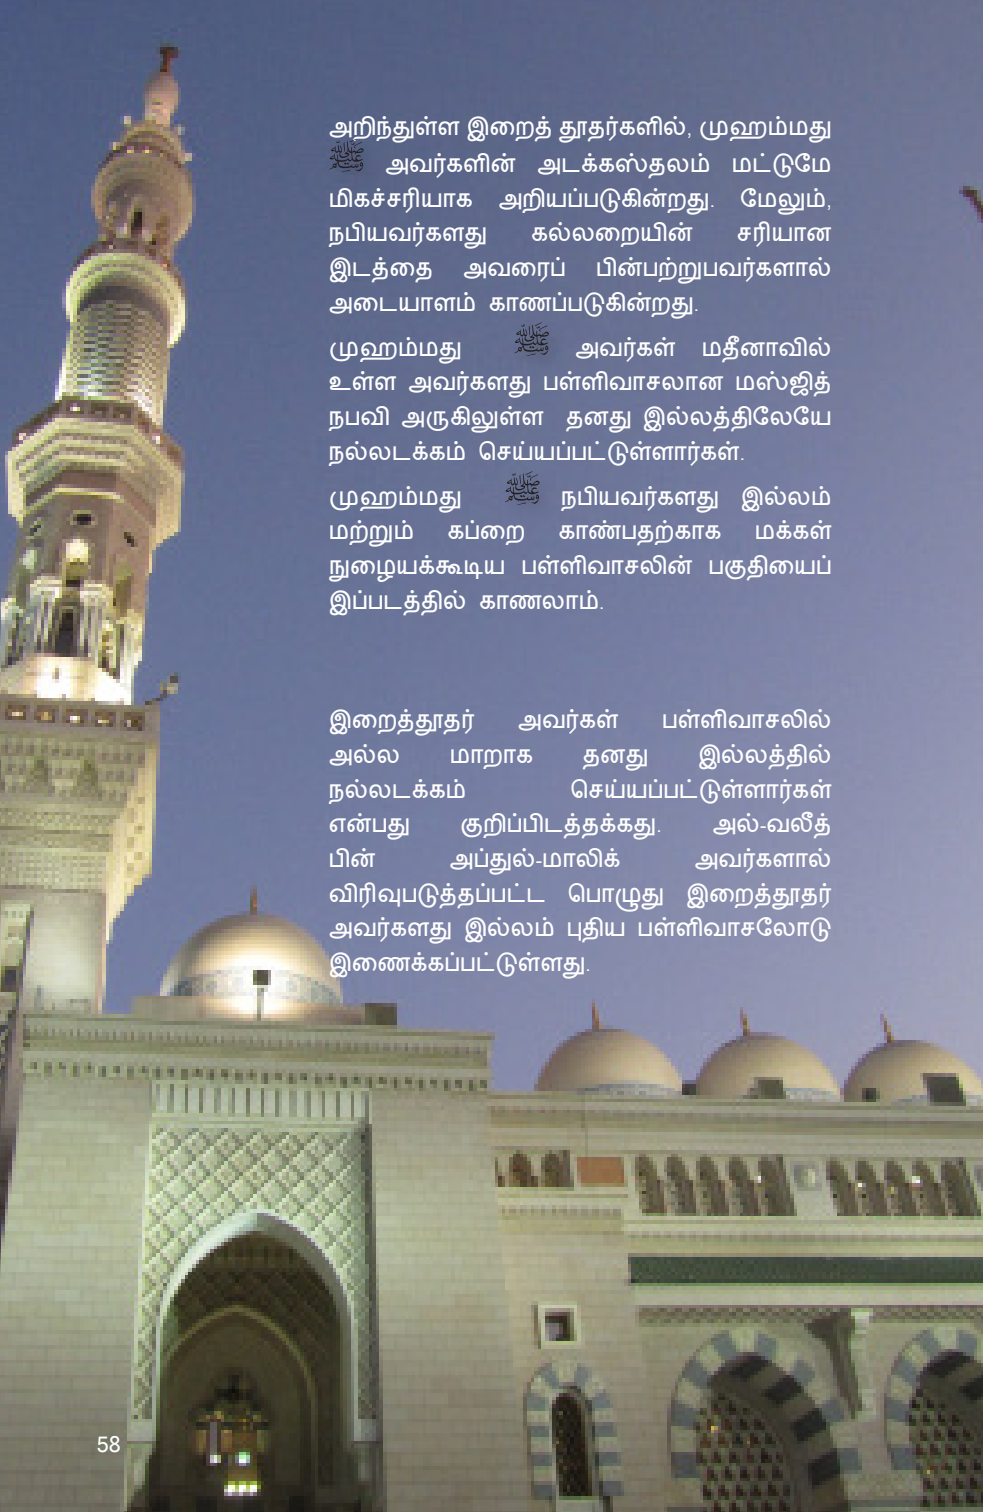 அறிந்துள்ள இறைத் தூதர்களில், முஹம்மது
ﷺ அவர்களின் அடக்கஸ்தலம் மட்டுமே
மிகச்சரியாக அறியப்படுகின்றது. மேலும்,
நபியவர்களது கல்லறையின் சரியான
இடத்தை அவரைப் பின்பற்றுபவர்களால்
அடையாளம் காணப்படுகின்றது.
முஹம்மது ﷺ அவர்கள் மதீனாவில்
உள்ள அவர்களது பள்ளிவாசலான மஸ்ஜித்
நபவி அருகிலுள்ள தனது இல்லத்திலேயே
நல்லடக்கம் செய்யப்பட்டுள்ளார்கள்.
முஹம்மது ﷺ நபியவர்களது இல்லம்
மற்றும் கப்றை காண்பதற்காக மக்கள்
நுழையக்கூடிய பள்ளிவாசலின் பகுதியைப்
இப்படத்தில் காணலாம்.
இறைத்தூதர் அவர்கள் பள்ளிவாசலில்
அல்ல மாறாக தனது இல்லத்தில்
நல்லடக்கம் செய்யப்பட்டுள்ளார்கள்
என்பது குறிப்பிடத்தக்கது. அல்-வலீத்
பின் அப்துல்-மாலிக் அவர்களால்
விரிவுபடுத்தப்பட்ட பொழுது இறைத்தூதர்
அவர்களது இல்லம் புதிய பள்ளிவாசலோடு
இணைக்கப்பட்டுள்ளது.
58